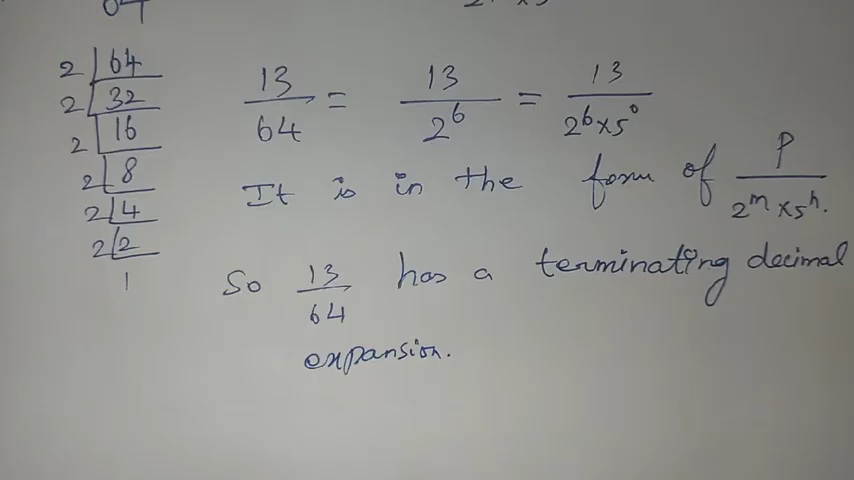 64
2 | 64
2 | 32
2 | 16
2 | 8
2 | 4
2 | 2
1
13/64 = 13/2^6 = 13/2^6×5^0
It is in the form of P/2^m×5^n.
So 13/64 has a terminating decimal
expansion.